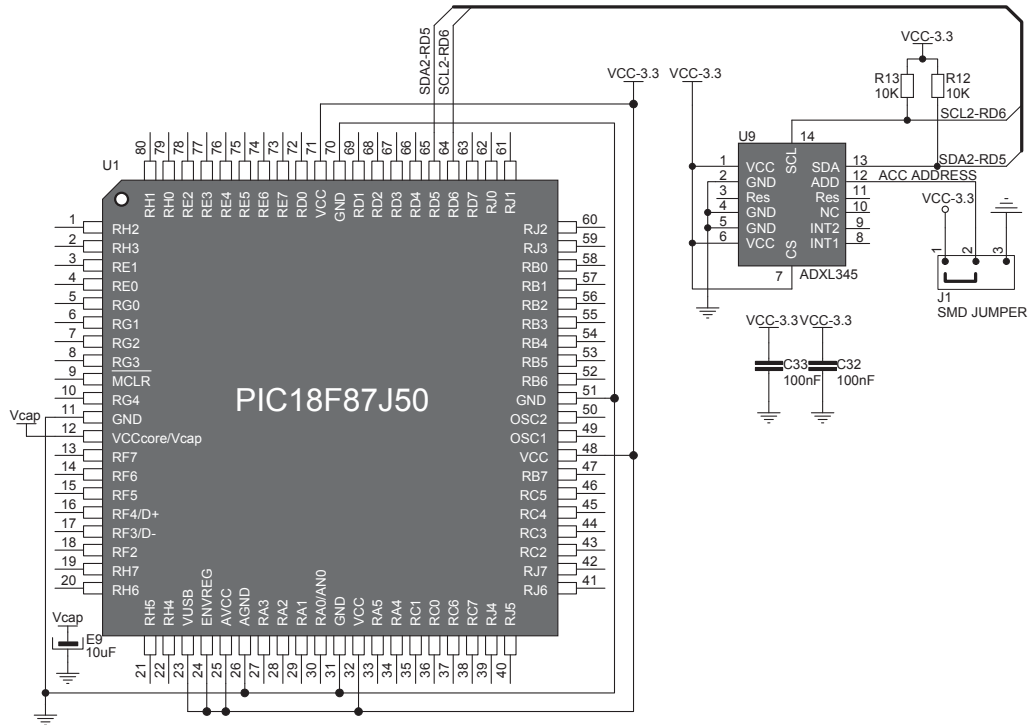 SDA2-RD5
SCL2-RD6
VCC-3.3
VCC-3.3
VCC-3.3
R13
10K
R12
10K
SCL2-RD6
SDA2-RD5
ACC ADDRESS
VCC-3.3
U9
14
SCL
1 VCC
2 GND
3 Res
4 GND
5 GND
6 VCC
SDA 13
ADD 12
Res 11
NC 10
INT2 9
INT1 8
CS
7
ADXL345
1 2 3
J1
SMD JUMPER
VCC-3.3
VCC-3.3
C33
100nF
C32
100nF
U1
80 79 78 77 76 75 74 73 72 71 70 69 68 67 66 65 64 63 62 61
RH1 RH0 RE2 RE3 RE4 RE5 RE6 RE7 RD0 VCC GND RD1 RD2 RD3 RD4 RD5 RD6 RD7 RJ0 RJ1
1 RH2
2 RH3
3 RE1
4 RE0
5 RG0
6 RG1
7 RG2
8 RG3
9 MCLR
10 RG4
11 GND
12 VCCcore/Vcap
13 RF7
14 RF6
15 RF5
16 RF4/D+
17 RF3/D-
18 RF2
19 RH7
20 RH6
Vcap
PIC18F87J50
RJ2 60
RJ3 59
RB0 58
RB1 57
RB2 56
RB3 55
RB4 54
RB5 53
RB6 52
GND 51
OSC2 50
OSC1 49
VCC 48
RB7 47
RC5 46
RC4 45
RC3 44
RC2 43
RJ7 42
RJ6 41
RH5 RH4 VUSB ENVREG AVCC AGND RA3 RA2 RA1 RA0/AN0 GND VCC RA5 RA4 RC1 RC0 RC6 RC7 RJ4 RJ5
21 22 23 24 25 26 27 28 29 30 31 32 33 34 35 36 37 38 39 40
Vcap
E9
10uF